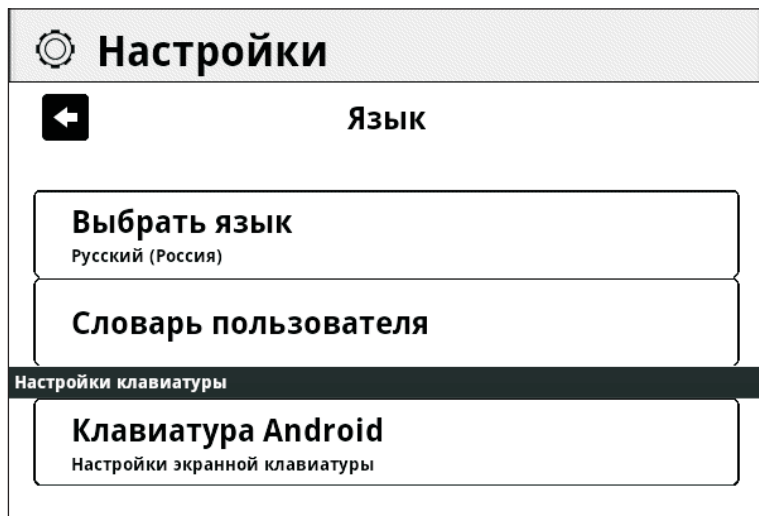 Настройки
Язык
Выбрать язык
Русский (Россия)
Словарь пользователя
Настройки клавиатуры
Клавиатура Android
Настройки экранной клавиатуры